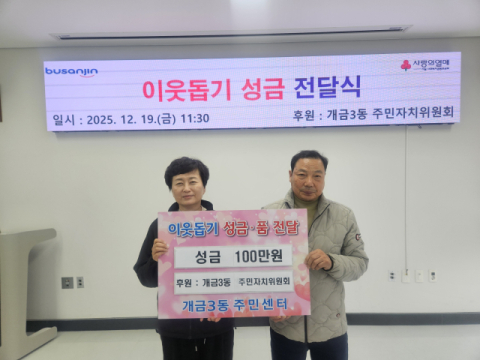 busanjin
사랑의열매
이웃돕기 성금 전달식
일시 : 2025. 12. 19.(금) 11:30
후원 : 개금3동 주민자치위원회
이웃돕기 성금·품 전달
성금 100만원
후원 : 개금3동 주민자치위원회
개금3동 주민센터